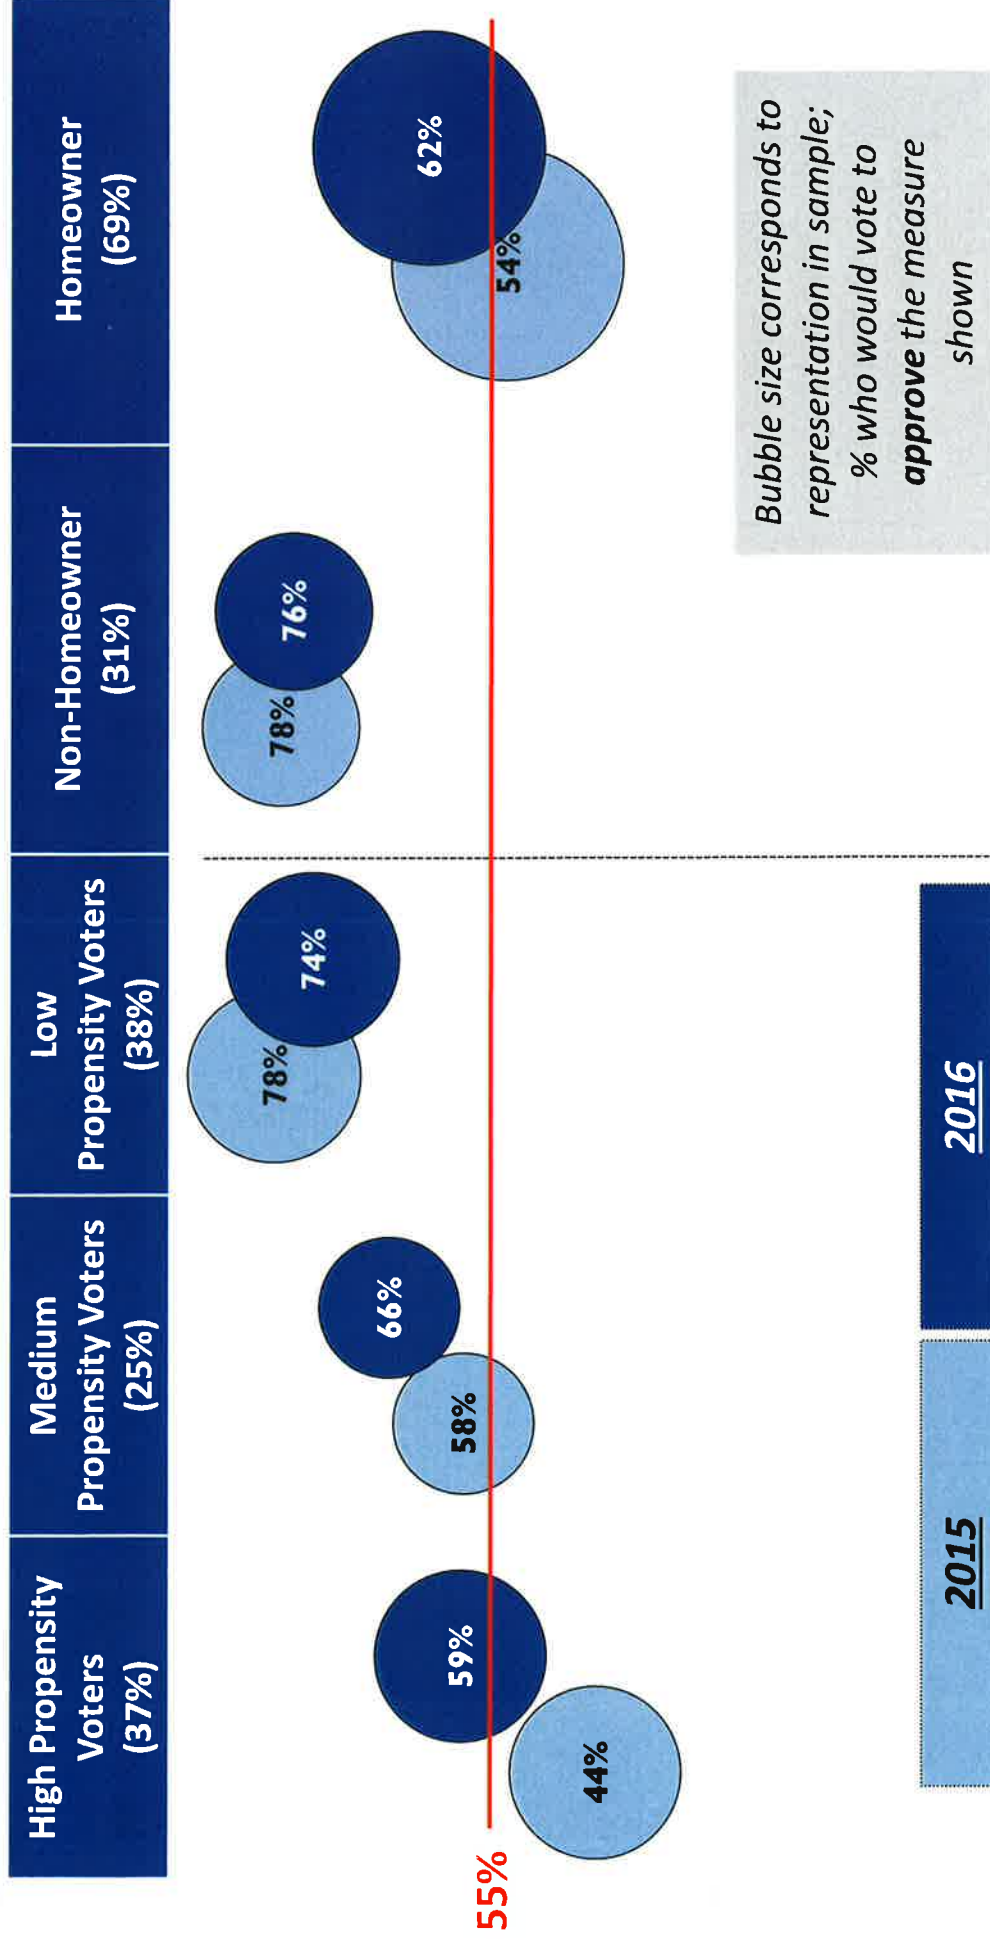 High Propensity
Voters
(37%)
Medium
Propensity Voters
(25%)
Low
Propensity Voters
(38%)
Non-Homeowner
(31%)
Homeowner
(69%)
44%
59%
58%
66%
78%
74%
78%
76%
54%
62%
55%
2015
2016
Bubble size corresponds to
representation in sample;
% who would vote to
approve the measure
shown